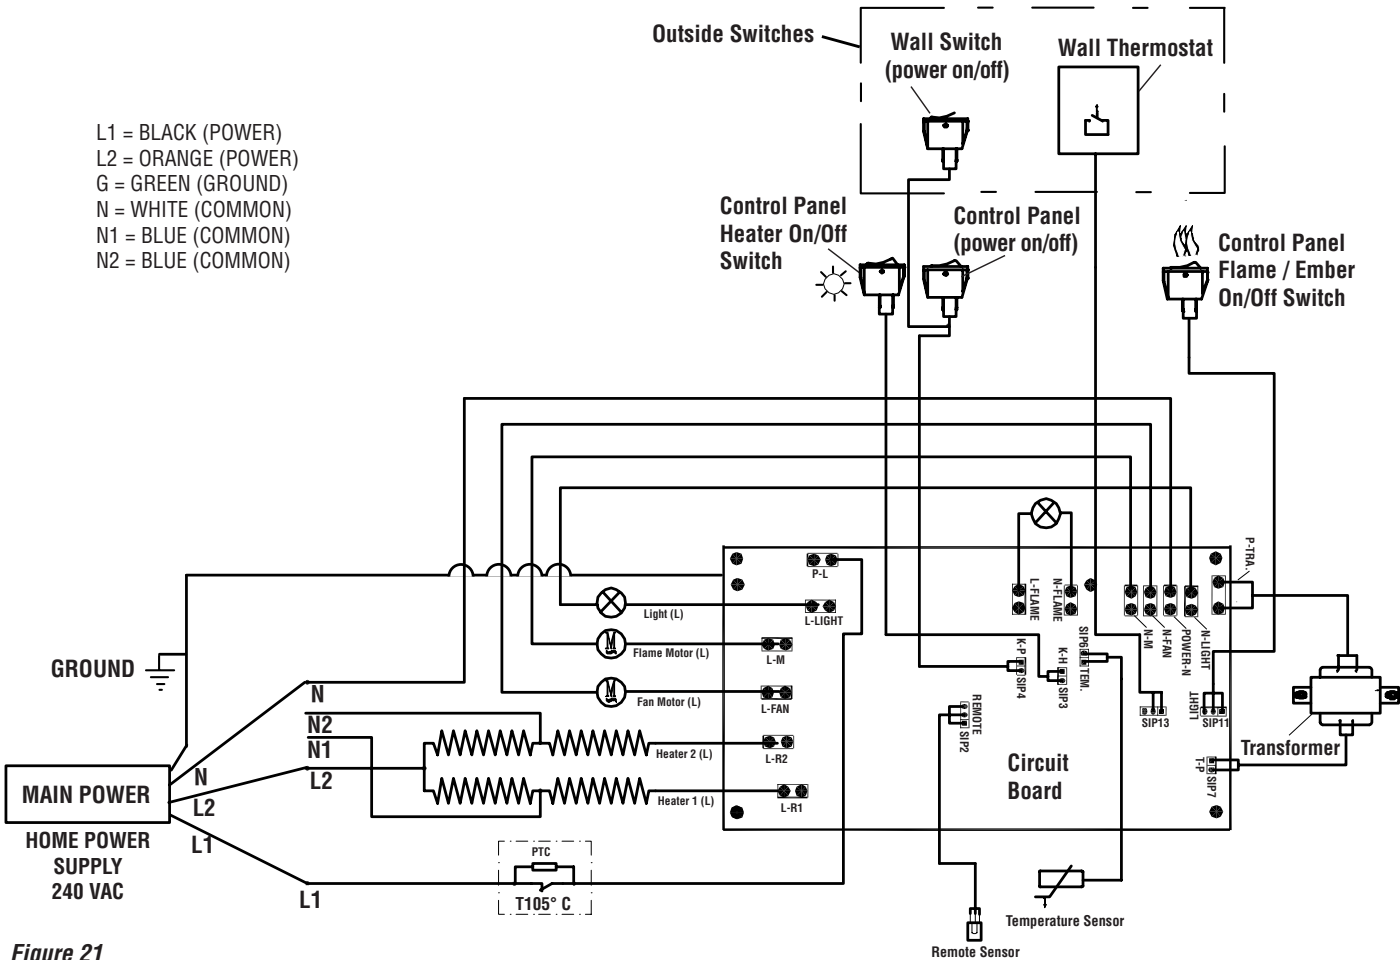 Outside Switches
Wall Switch
(power on/off)
Wall Thermostat
L1 = BLACK (POWER)
L2 = ORANGE (POWER)
G = GREEN (GROUND)
N = WHITE (COMMON)
N1 = BLUE (COMMON)
N2 = BLUE (COMMON)
Control Panel
Heater On/Off
Switch
Control Panel
(power on/off)
Control Panel
Flame / Ember
On/Off Switch
P-TRA.
P-L
L-LIGHT
Light (L)
L-FLAME
N-FLAME
N-M
N-FAN
POWER-N
N-LIGHT
Flame Motor (L)
L-M
K-P
SIP4
K-H
SIP3
SIP6
TEM.
GROUND
Fan Motor (L)
L-FAN
REMOTE
SIP2
SIP13
LIGHT
SIP11
N
N2
N1
L2
Heater 2 (L)
L-R2
Heater 1 (L)
L-R1
Circuit
Board
T-P
SIP7
Transformer
MAIN POWER
N
L2
L1
HOME POWER
SUPPLY
240 VAC
L1
PTC
T105° C
Temperature Sensor
Remote Sensor
Figure 21